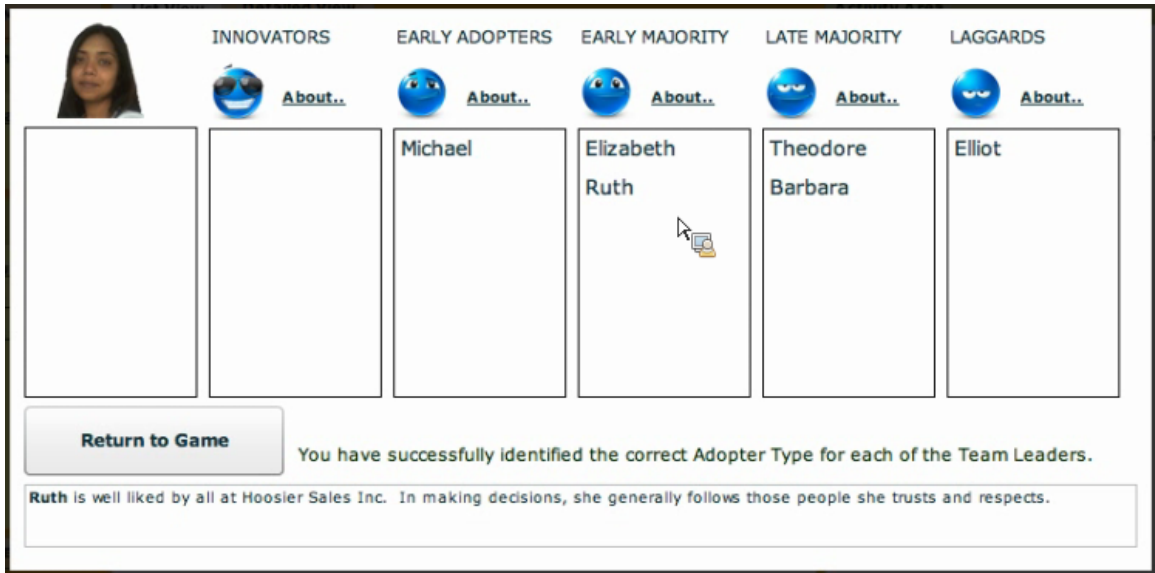 INNOVATORS EARLY ADOPTERS EARLY MAJORITY LATE MAJORITY LAGGARDS
About.. About.. About.. About.. About..
Michael Elizabeth Theodore Elliot
Ruth Barbara
Return to Game
You have successfully identified the correct Adopter Type for each of the Team Leaders.
Ruth is well liked by all at Hoosier Sales Inc. In making decisions, she generally follows those people she trusts and respects.